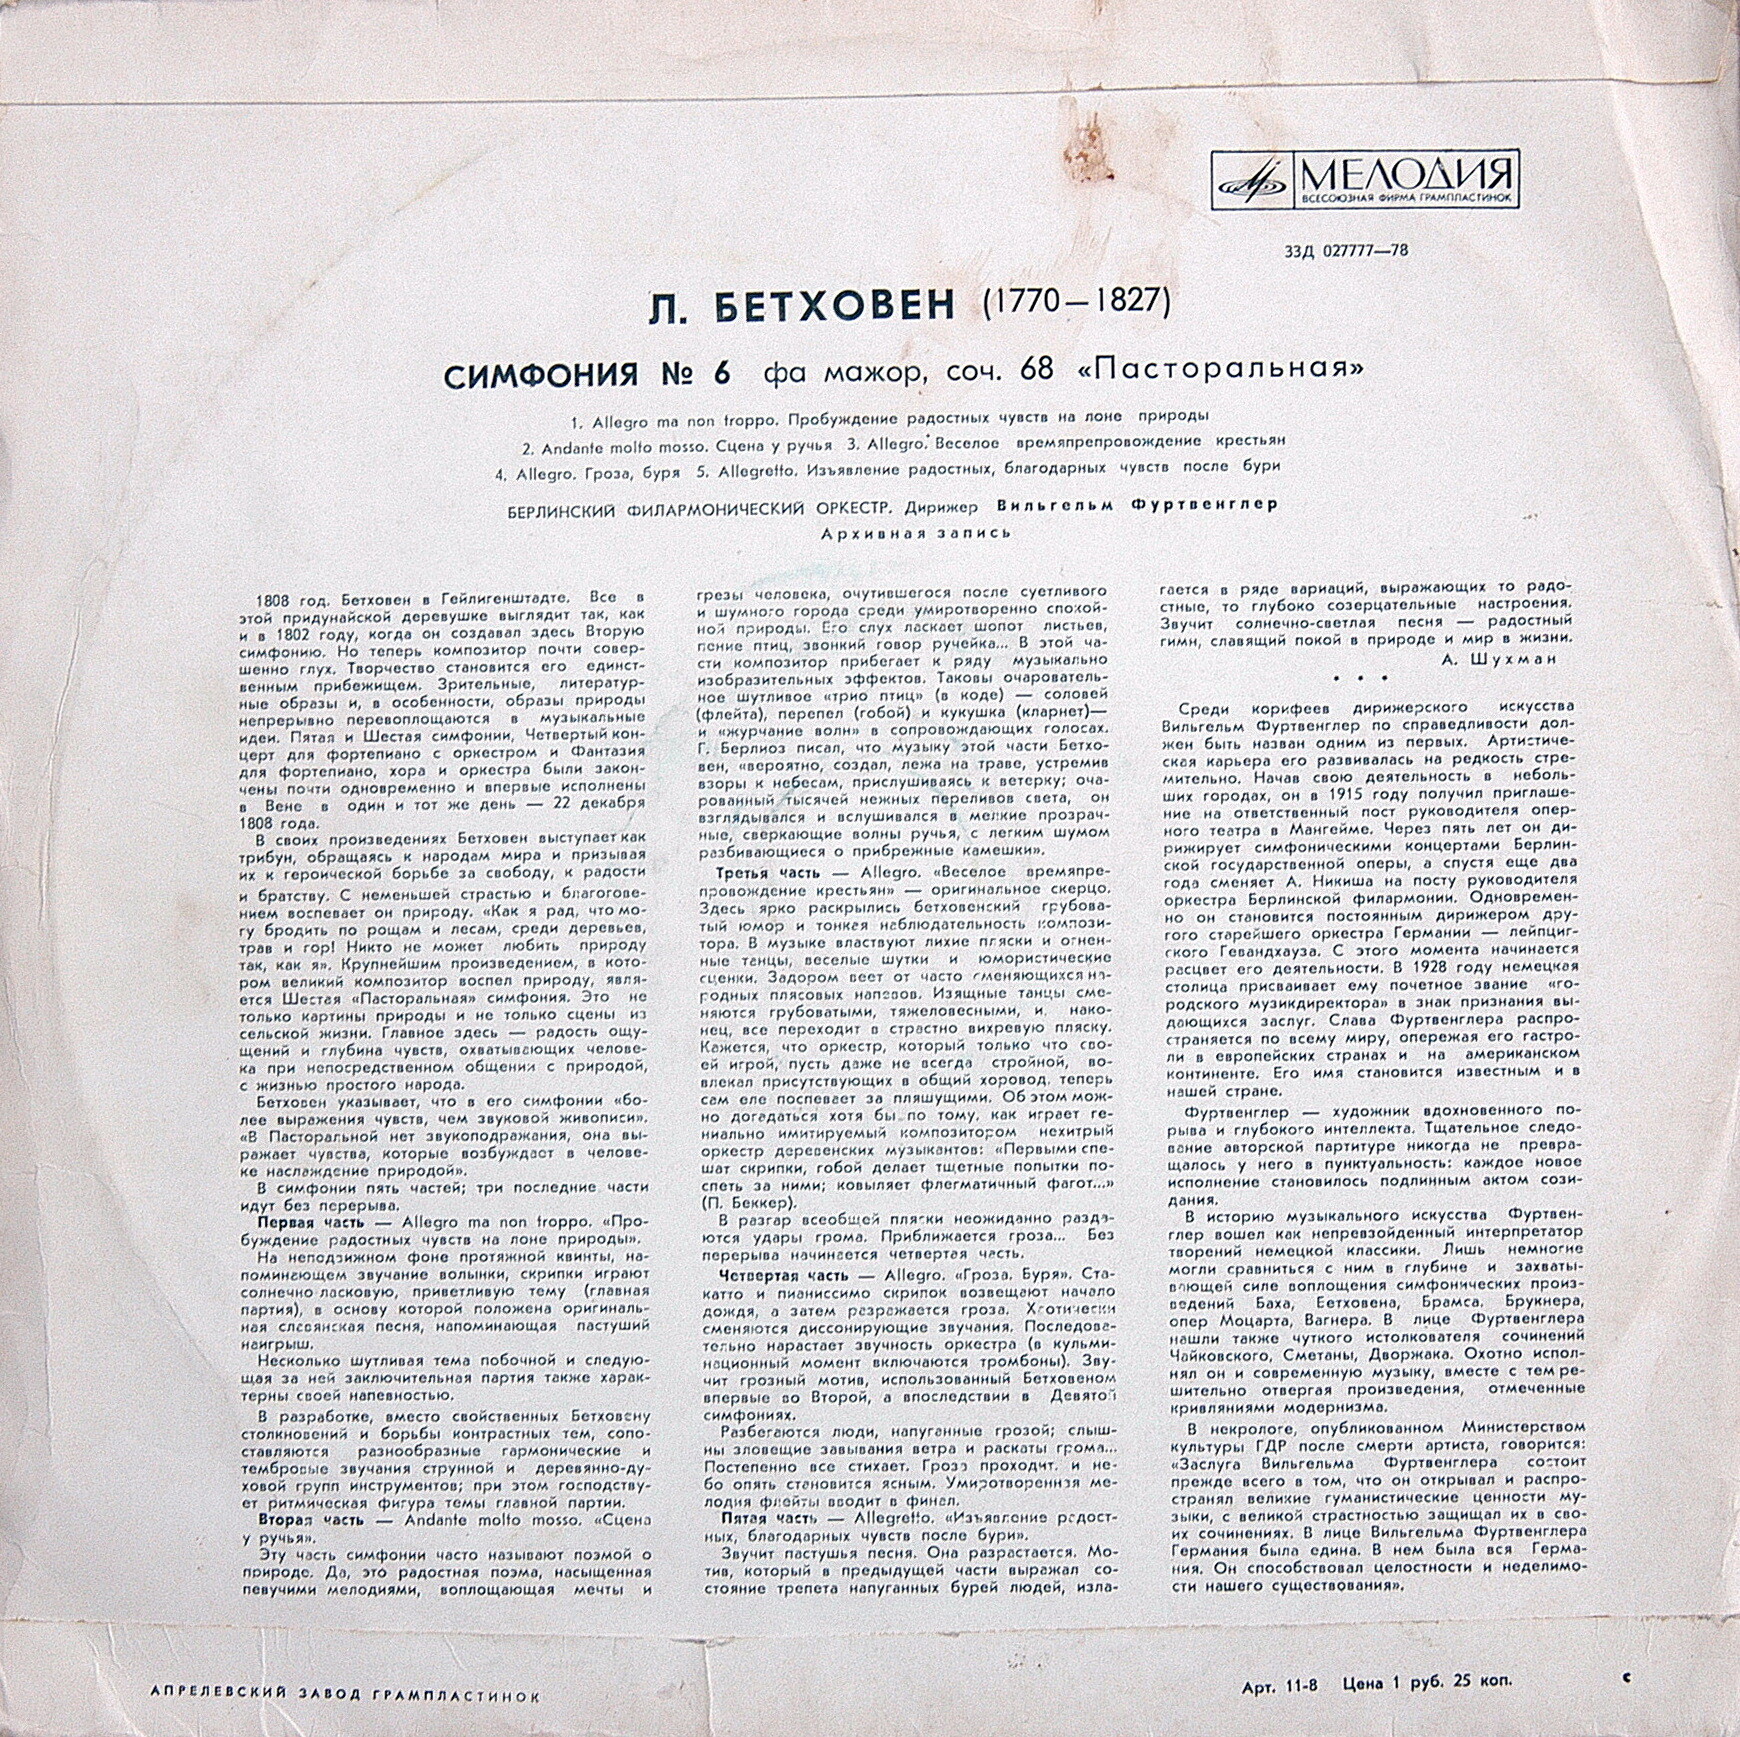 МЕЛОДИЯ
ВСЕСОЮЗНАЯ ФИРМА ГРАМПЛАСТИНОК
33Д 027777—78
Л. БЕТХОВЕН (1770—1827)
СИМФОНИЯ № 6 фа мажор, соч. 68 «Пасторальная»
1. Allegro ma non troppo. Пробуждение радостных чувств на лоне природы
2. Andante molto mosso. Сцена у ручья 3. Allegro. Веселое времяпрепровождение крестьян
4. Allegro. Гроза, буря 5. Allegretto. Изъявление радостных, благодарных чувств после бури
БЕРЛИНСКИЙ ФИЛАРМОНИЧЕСКИЙ ОРКЕСТР. Дирижер Вильгельм Фуртвенглер
Архивная запись
1808 год. Бетховен в Гейлигенштадте. Все в
этой придунайской деревушке выглядит так, как
и в 1802 году, когда он создавал здесь Вторую
симфонию. Но теперь композитор почти совер-
шенно глух. Творчество становится его единст-
венным прибежищем. Зрительные, литератур-
ные образы и, в особенности, образы природы
непрерывно перевоплощаются в музыкальные
идеи. Пятая и Шестая симфонии, Четвертый кон-
церт для фортепиано с оркестром и Фантазия
для фортепиано, хора и оркестра были закон-
чены почти одновременно и впервые исполнены
в Вене в один и тот же день — 22 декабря
1808 года.
В своих произведениях Бетховен выступает как
трибун, обращаясь к народам мира и призывая
их к героической борьбе за свободу, к радости
и братству. С неменьшей страстью и благогове-
нием воспевает он природу. «Как я рад, что мо-
гу бродить по рощам и лесам, среди деревьев,
трав и гор! Никто не может любить природу
так, как я». Крупнейшим произведением, в кото-
ром великий композитор воспел природу, явля-
ется Шестая «Пасторальная» симфония. Это не
только картины природы и не только сцены из
сельской жизни. Главное здесь — радость ощу-
щений и глубина чувств, охватывающих челове-
ка при непосредственном общении с природой,
с жизнью простого народа.
Бетховен указывает, что в его симфонии «бо-
лее выражения чувств, чем звуковой живописи».
«В Пасторальной нет звукоподражания, она вы-
ражает чувства, которые возбуждает в челове-
ке наслаждение природой».
В симфонии пять частей; три последние части
идут без перерыва.
Первая часть — Allegro ma non troppo. «Про-
буждение радостных чувств на лоне природы».
На неподвижном фоне протяжной квинты, на-
поминающем звучание волынки, скрипки играют
солнечно-ласковую, приветливую тему (главная
партия), в основу которой положена оригиналь-
ная славянская песня, напоминающая пастуший
наигрыш.
Несколько шутливая тема побочной и следую-
щая за ней заключительная партия также харак-
терны своей напевностью.
В разработке, вместо свойственных Бетховену
столкновений и борьбы контрастных тем, сопо-
ставляются разнообразные гармонические и
тембровые звучания струнной и деревянно-ду-
ховой групп инструментов; при этом господству-
ет ритмическая фигура темы главной партии.
Вторая часть — Andante molto mosso. «Сцена
у ручья».
Эту часть симфонии часто называют поэмой о
природе. Да, это радостная поэма, насыщенная
певучими мелодиями, воплощающая мечты и
грезы человека, очутившегося после суетливого
и шумного города среди умиротворенно спокой-
ной природы. Его слух ласкает шопот листьев,
пение птиц, звонкий говор ручейка... В этой ча-
сти композитор прибегает к ряду музыкально
изобразительных эффектов. Таковы очарователь-
ное шутливое «трио птиц» (в коде) — соловей
(флейта), перепел (гобой) и кукушка (кларнет)—
и «журчание волн» в сопровождающих голосах.
Г. Берлиоз писал, что музыку этой части Бетхо-
вен, «вероятно, создал, лежа на траве, устремив
взоры к небесам, прислушиваясь к ветерку; оча-
рованный тысячей нежных переливов света, он
взглядывался и вслушивался в мелкие прозрач-
ные, сверкающие волны ручья, с легким шумом
разбивающиеся о прибрежные камешки».
Третья часть — Allegro. «Веселое времяпре-
провождение крестьян» — оригинальное скерцо.
Здесь ярко раскрылись бетховенский грубова-
тый юмор и тонкая наблюдательность компози-
тора. В музыке властвуют лихие пляски и огнен-
ные танцы, веселые шутки и юмористические
сценки. Задором веет от часто сменяющихся на-
родных плясовых напевов. Изящные танцы сме-
няются грубоватыми, тяжеловесными, и, нако-
нец, все переходит в страстно вихревую пляску.
Кажется, что оркестр, который только что сво-
ей игрой, пусть даже не всегда стройной, во-
влекал присутствующих в общий хоровод, теперь
сам еле поспевает за пляшущими. Об этом мож-
но догадаться хотя бы по тому, как играет ге-
ниально имитируемый композитором нехитрый
оркестр деревенских музыкантов: «Первыми спе-
шат скрипки, гобой делает тщетные попытки по-
спеть за ними; ковыляет флегматичный фагот...»
(П. Беккер).
В разгар всеобщей пляски неожиданно разда-
ются удары грома. Приближается гроза... Без
перерыва начинается четвертая часть.
Четвертая часть — Allegro. «Гроза. Буря». Ста-
катто и пианиссимо скрипок возвещают начало
дождя, а затем разражается гроза. Хаотически
сменяются диссонирующие звучания. Последова-
тельно нарастает звучность оркестра (в кульми-
национный момент включаются тромбоны). Зву-
чит грозный мотив, использованный Бетховеном
впервые во Второй, а впоследствии в Девятой
симфониях.
Разбегаются люди, напуганные грозой; слыш-
ны зловещие завывания ветра и раскаты грома...
Постепенно все стихает. Гроза проходит, и не-
бо опять становится ясным. Умиротворенная ме-
лодия флейты вводит в финал.
Пятая часть — Allegretto. «Изъявление радост-
ных, благодарных чувств после бури».
Звучит пастушья песня. Она разрастается. Мо-
тив, который в предыдущей части выражал со-
стояние трепета напуганных бурей людей, изла-
гается в ряде вариаций, выражающих то радо-
стные, то глубоко созерцательные настроения.
Звучит солнечно-светлая песня — радостный
гимн, славящий покой в природе и мир в жизни.
А. Шухман
• • •
Среди корифеев дирижерского искусства
Вильгельм Фуртвенглер по справедливости дол-
жен быть назван одним из первых. Артистиче-
ская карьера его развивалась на редкость стре-
мительно. Начав свою деятельность в неболь-
ших городах, он в 1915 году получил приглаше-
ние на ответственный пост руководителя опер-
ного театра в Мангейме. Через пять лет он ди-
рижирует симфоническими концертами Берлин-
ской государственной оперы, а спустя еще два
года сменяет А. Никиша на посту руководителя
оркестра Берлинской филармонии. Одновремен-
но он становится постоянным дирижером дру-
гого старейшего оркестра Германии — лейпциг-
ского Гевандхауза. С этого момента начинается
расцвет его деятельности. В 1928 году немецкая
столица присваивает ему почетное звание «го-
родского музикдиректора» в знак признания вы-
дающихся заслуг. Слава Фуртвенглера распро-
страняется по всему миру, опережая его гастро-
ли в европейских странах и на американском
континенте. Его имя становится известным и в
нашей стране.
Фуртвенглер — художник вдохновенного по-
рыва и глубокого интеллекта. Тщательное следо-
вание авторской партитуре никогда не превра-
щалось у него в пунктуальность: каждое новое
исполнение становилось подлинным актом сози-
дания.
В историю музыкального искусства Фуртвен-
глер вошел как непревзойденный интерпретатор
творений немецкой классики. Лишь немногие
могли сравниться с ним в глубине и захваты-
вающей силе воплощения симфонических произ-
ведений Баха, Бетховена, Брамса, Брукнера,
опер Моцарта, Вагнера. В лице Фуртвенглера
нашли также чуткого истолкователя сочинений
Чайковского, Сметаны, Дворжака. Охотно испол-
нял он и современную музыку, вместе с тем ре-
шительно отвергая произведения, отмеченные
кривляниями модернизма.
В некрологе, опубликованном Министерством
культуры ГДР после смерти артиста, говорится:
«Заслуга Вильгельма Фуртвенглера состоит
прежде всего в том, что он открывал и распро-
странял великие гуманистические ценности му-
зыки, с великой страстностью защищал их в сво-
их сочинениях. В лице Вильгельма Фуртвенглера
Германия была едина. В нем была вся Герма-
ния. Он способствовал целостности и неделимо-
сти нашего существования».
АПРЕЛЕВСКИЙ ЗАВОД ГРАМПЛАСТИНОК
Арт. 11-8 Цена 1 руб. 25 коп.
с